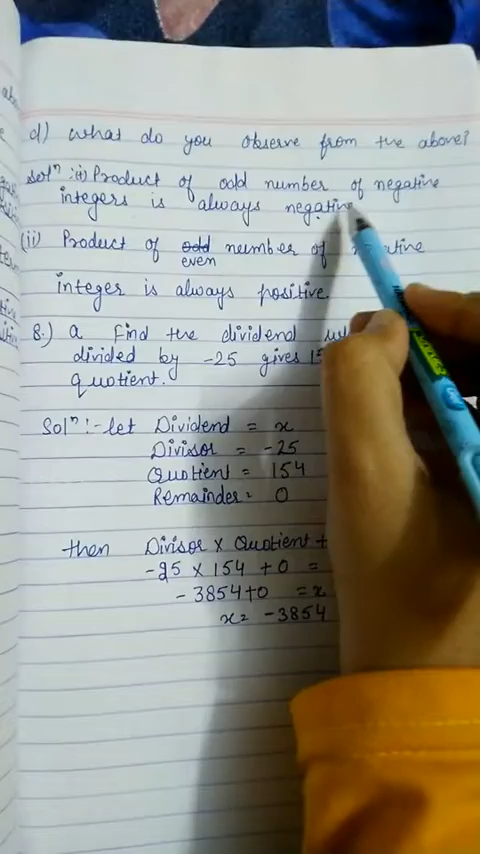 d) What do you observe from the above?
Solⁿ :ii) Product of odd number of negative
integers is always negative
(ii) Product of odd number of
even
integer is always positive.
8.) a Find the dividend
divided by -25 gives 15
quotient.
Solⁿ :- let Dividend = x
Divisor = -25
Quotient = 154
Remainder = 0
then Divisor x Quotient +
-25 x 154 + 0 =
- 3854+0 = x
x = -3854